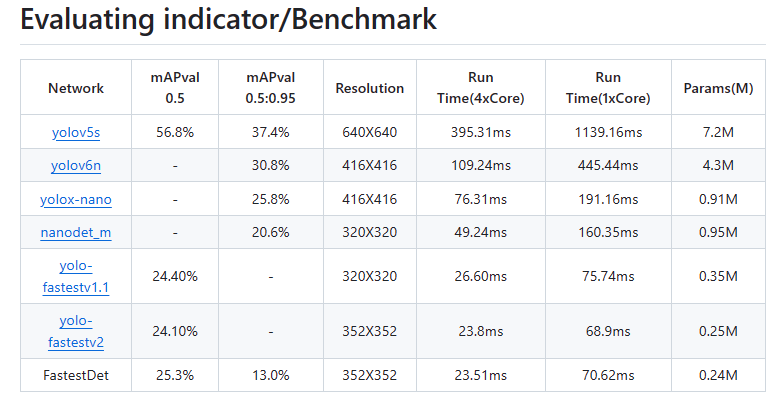 Evaluating indicator/Benchmark
Network mAPval 0.5 mAPval 0.5:0.95 Resolution Run Time(4xCore) Run Time(1xCore) Params(M)
yolov5s 56.8% 37.4% 640X640 395.31ms 1139.16ms 7.2M
yolov6n - 30.8% 416X416 109.24ms 445.44ms 4.3M
yolox-nano - 25.8% 416X416 76.31ms 191.16ms 0.91M
nanodet_m - 20.6% 320X320 49.24ms 160.35ms 0.95M
yolo-fastestv1.1 24.40% - 320X320 26.60ms 75.74ms 0.35M
yolo-fastestv2 24.10% - 352X352 23.8ms 68.9ms 0.25M
FastestDet 25.3% 13.0% 352X352 23.51ms 70.62ms 0.24M